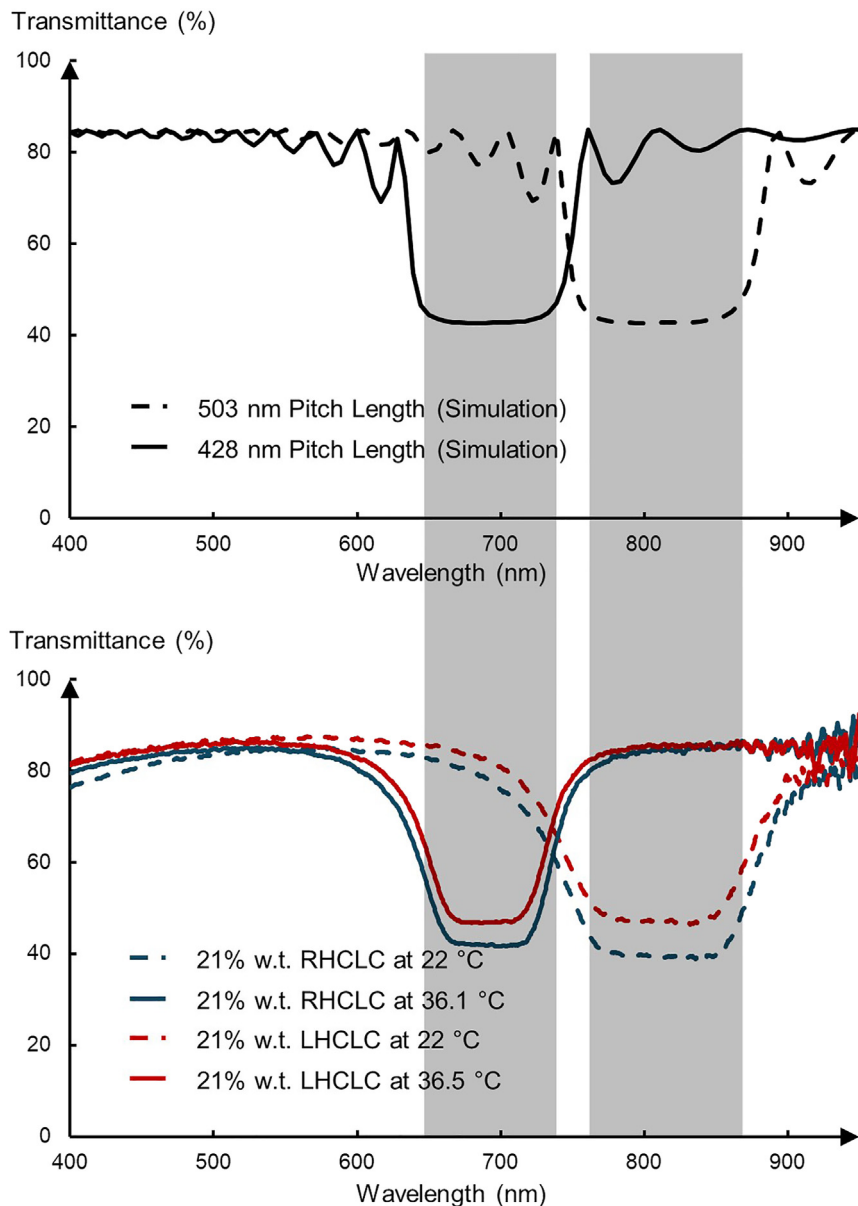 Transmittance (%)
100
80
60
40
20
0
503 nm Pitch Length (Simulation)
428 nm Pitch Length (Simulation)
400 500 600 700 800 900
Wavelength (nm)
Transmittance (%)
100
80
60
40
20
0
21% w.t. RHCLC at 22 °C
21% w.t. RHCLC at 36.1 °C
21% w.t. LHCLC at 22 °C
21% w.t. LHCLC at 36.5 °C
400 500 600 700 800 900
Wavelength (nm)